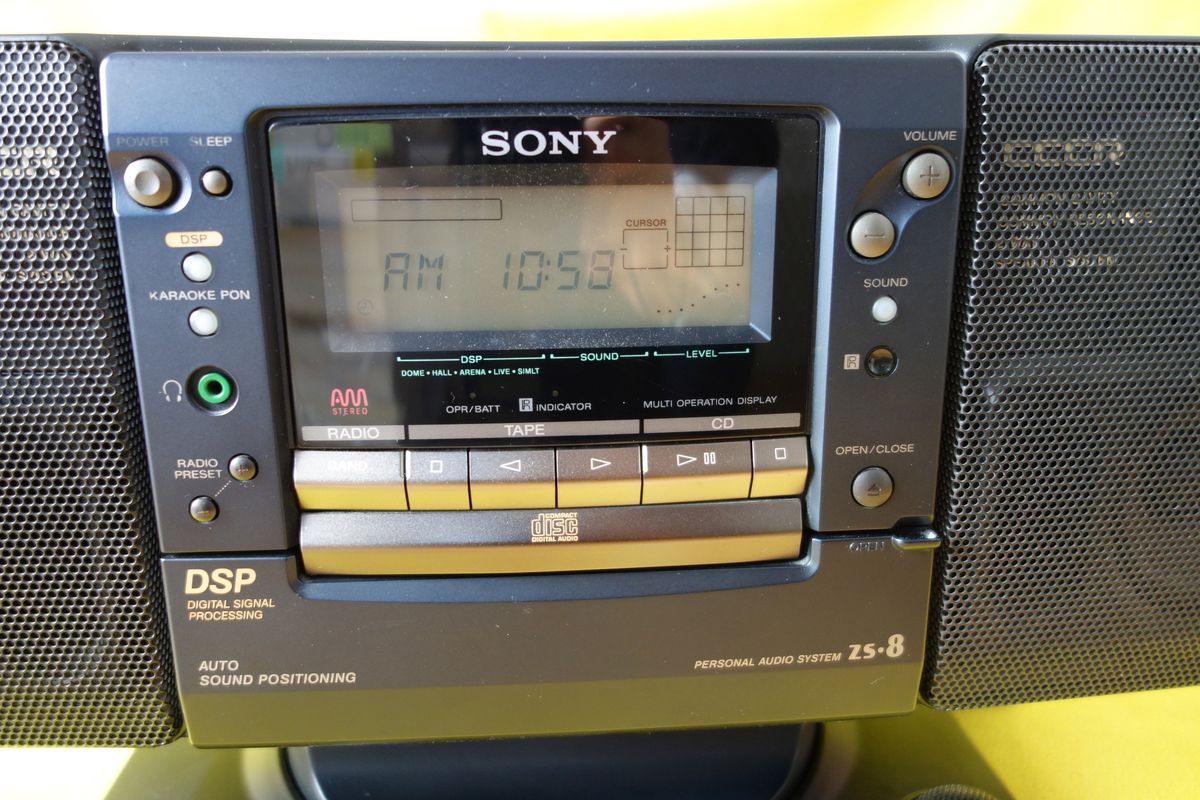 SONY
POWER SLEEP
VOLUME
DSP
KARAOKE PON
CURSOR
AM 10:58
SOUND
DSP SOUND LEVEL
DOME • HALL • ARENA • LIVE • SIMLT
AM
STEREO
OPR/BATT R INDICATOR MULTI OPERATION DISPLAY
RADIO TAPE CD
BAND
RADIO
PRESET
OPEN/CLOSE
COMPACT
disc
DIGITAL AUDIO
OPEN
DSP
DIGITAL SIGNAL
PROCESSING
AUTO
SOUND POSITIONING
PERSONAL AUDIO SYSTEM ZS-8